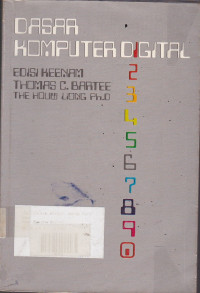 DASAR
KOMPUTER DIGITAL
EDISI KEENAM
THOMAS C. BARTEE
THE HOUW LIONG PH.D
1
2
3
4
5
6
7
8
9
0